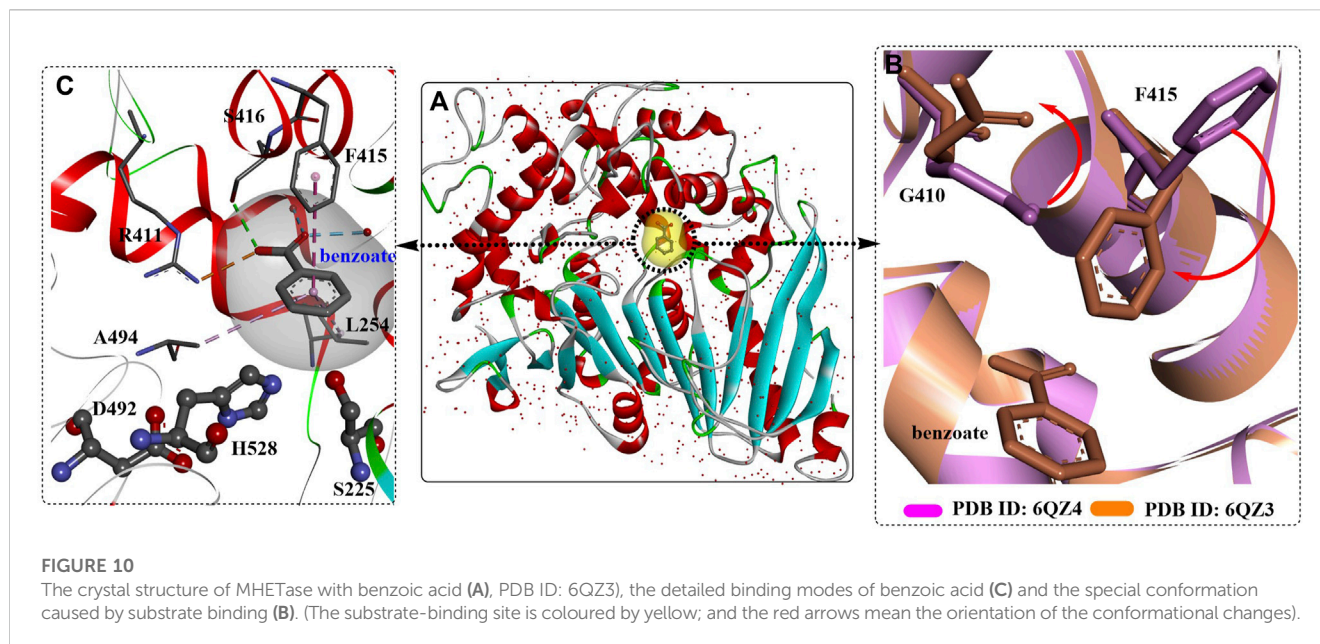 C
S416
F415
R411
benzoate
L254
A494
D492
H528
S225
A
B
F415
G410
benzoate
PDB ID: 6QZ4 PDB ID: 6QZ3
FIGURE 10
The crystal structure of MHETase with benzoic acid (A), PDB ID: 6QZ3), the detailed binding modes of benzoic acid (C) and the special conformation
caused by substrate binding (B). (The substrate-binding site is coloured by yellow; and the red arrows mean the orientation of the conformational changes).